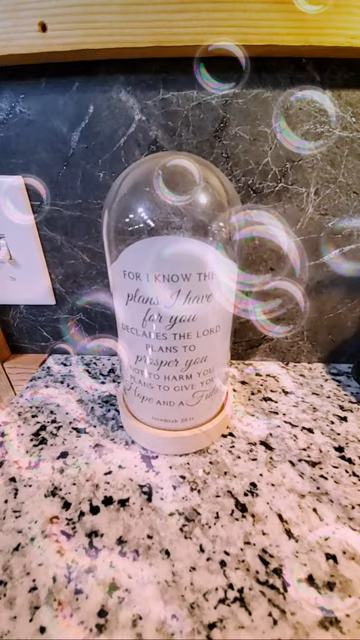 FOR I KNOW THE
plans I have
for you
DECLARES THE LORD
PLANS TO
prosper you
NOT TO HARM YOU
PLANS TO GIVE YOU
Hope AND A Future